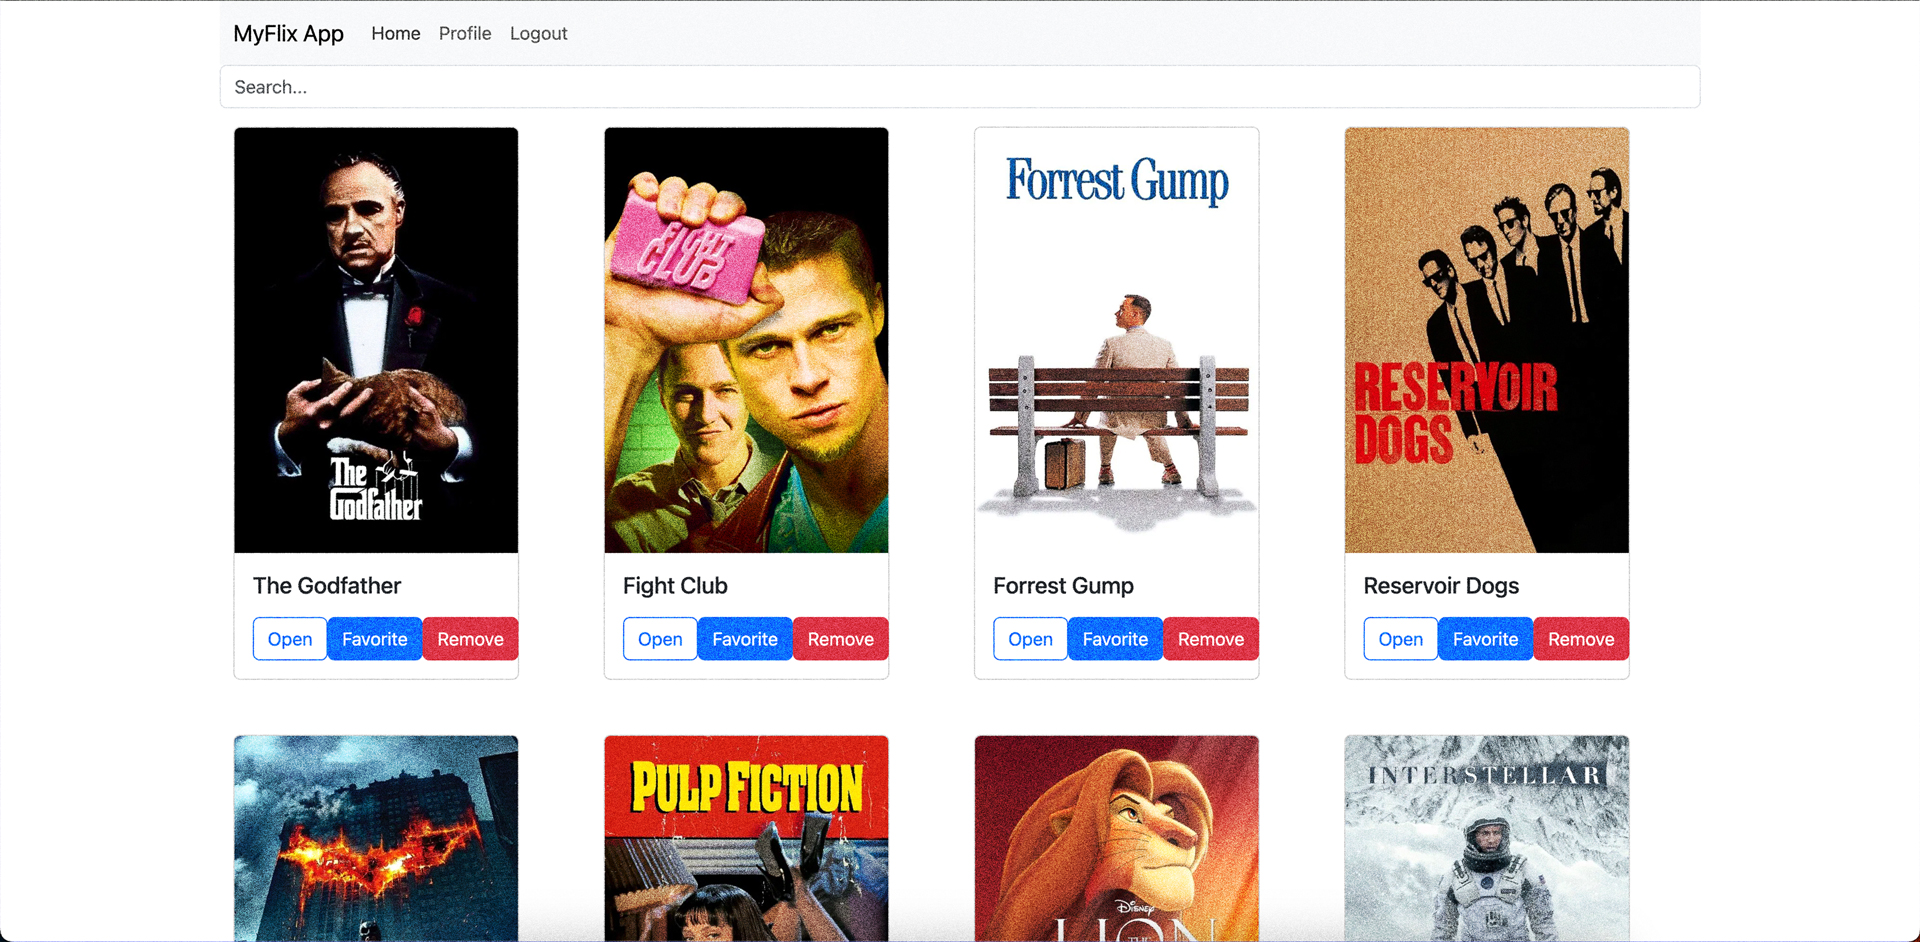 MyFlix App Home Profile Logout
Search...
FIGHT
CLUB
Forrest Gump
RESERVOIR
DOGS
The
Godfather
The Godfather
Fight Club
Forrest Gump
Reservoir Dogs
Open Favorite Remove
Open Favorite Remove
Open Favorite Remove
Open Favorite Remove
PULP FICTION
INTERSTELLAR
DISNEY
THE
LION